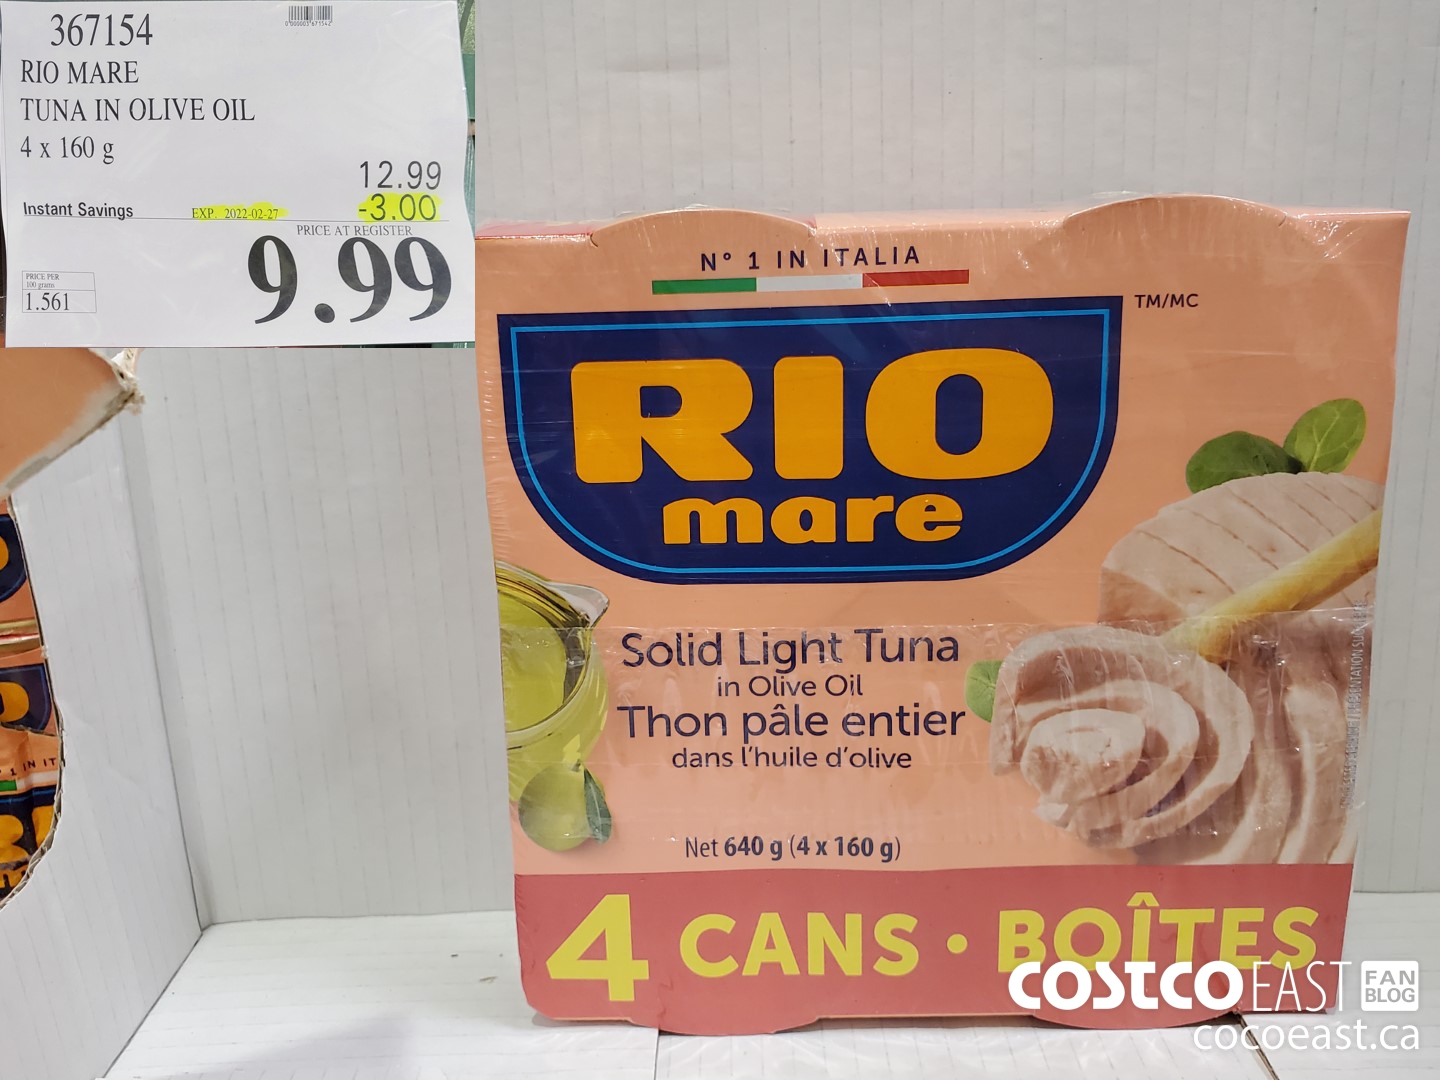 367154
0"000003"671542"
RIO MARE
TUNA IN OLIVE OIL
4 x 160 g
12.99
Instant Savings
EXP. 2022-02-27
-3.00
PRICE AT REGISTER
9.99
PRICE PER
100 grams
1.561
N° 1 IN ITALIA
TM/MC
RIO
mare
Solid Light Tuna
in Olive Oil
Thon pâle entier
dans l'huile d'olive
Net 640 g (4 x 160 g)
4 CANS • BOÎTES
COSTCO EAST FAN BLOG
cocoeast.ca